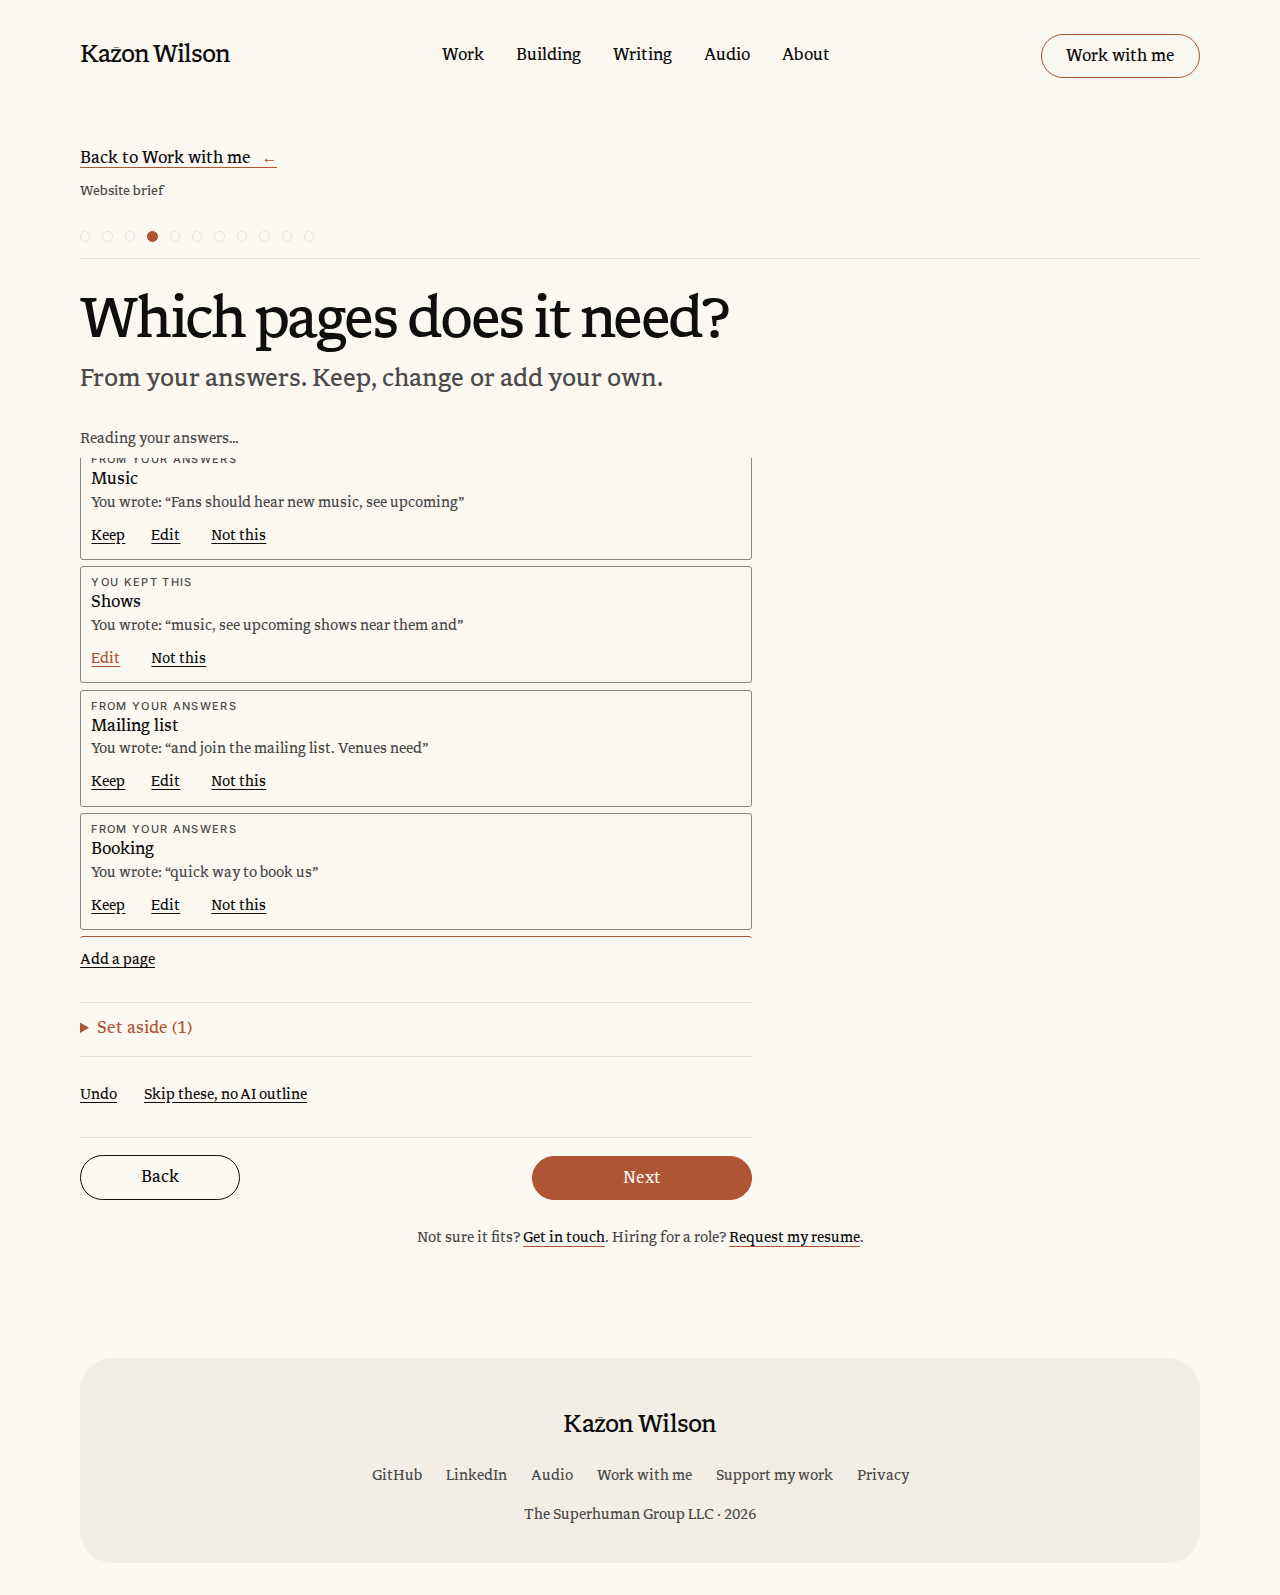 Każon Wilson
Work Building Writing Audio About
Work with me
Back to Work with me ←
Website brief
Which pages does it need?
From your answers. Keep, change or add your own.
Reading your answers…
FROM YOUR ANSWERS
Music
You wrote: “Fans should hear new music, see upcoming”
Keep Edit Not this
YOU KEPT THIS
Shows
You wrote: “music, see upcoming shows near them and”
Edit Not this
FROM YOUR ANSWERS
Mailing list
You wrote: “and join the mailing list. Venues need”
Keep Edit Not this
FROM YOUR ANSWERS
Booking
You wrote: “quick way to book us”
Keep Edit Not this
Add a page
▶ Set aside (1)
Undo Skip these, no AI outline
Back Next
Not sure it fits? Get in touch. Hiring for a role? Request my resume.
Każon Wilson
GitHub LinkedIn Audio Work with me Support my work Privacy
The Superhuman Group LLC · 2026